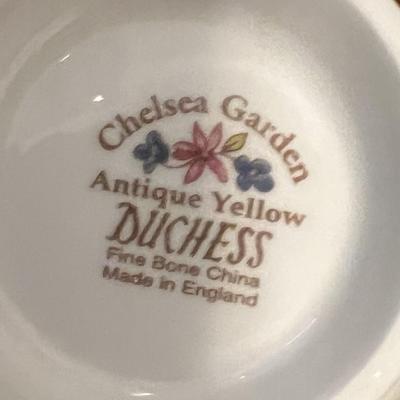 Chelsea Garden
Antique Yellow
DUCHESS
Fine Bone China
Made in England